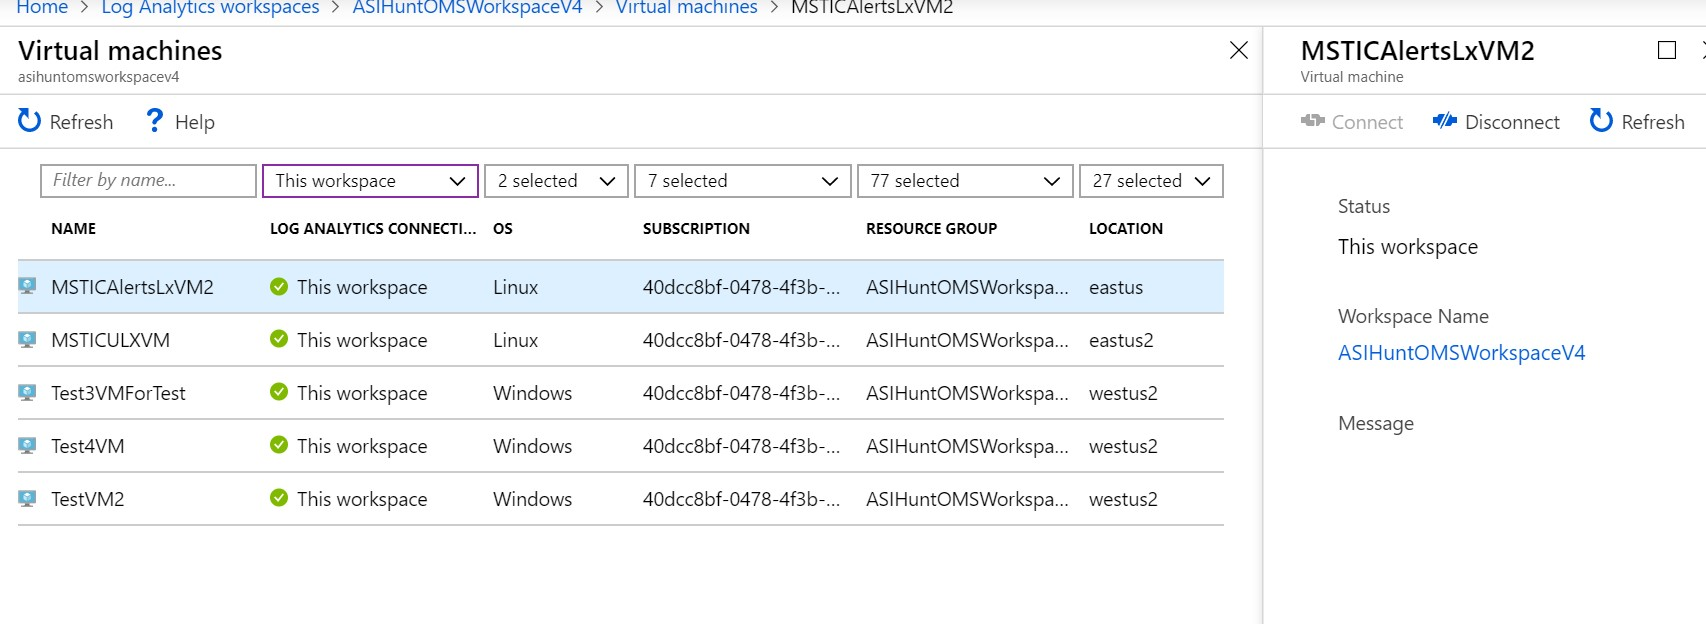 Home > Log Analytics workspaces > ASIHuntOMSWorkspaceV4 > Virtual machines > MSTICAlertsLxVM2
Virtual machines
asihuntomsworkspacev4
Refresh ? Help
Filter by name... This workspace 2 selected 7 selected 77 selected 27 selected
NAME LOG ANALYTICS CONNECTI... OS SUBSCRIPTION RESOURCE GROUP LOCATION
MSTICAlertsLxVM2 This workspace Linux 40dcc8bf-0478-4f3b-... ASIHuntOMSWorkspa... eastus
MSTICULXVM This workspace Linux 40dcc8bf-0478-4f3b-... ASIHuntOMSWorkspa... eastus2
Test3VMForTest This workspace Windows 40dcc8bf-0478-4f3b-... ASIHuntOMSWorkspa... westus2
Test4VM This workspace Windows 40dcc8bf-0478-4f3b-... ASIHuntOMSWorkspa... westus2
TestVM2 This workspace Windows 40dcc8bf-0478-4f3b-... ASIHuntOMSWorkspa... westus2
MSTICAlertsLxVM2
Virtual machine
Connect Disconnect Refresh
Status
This workspace
Workspace Name
ASIHuntOMSWorkspaceV4
Message